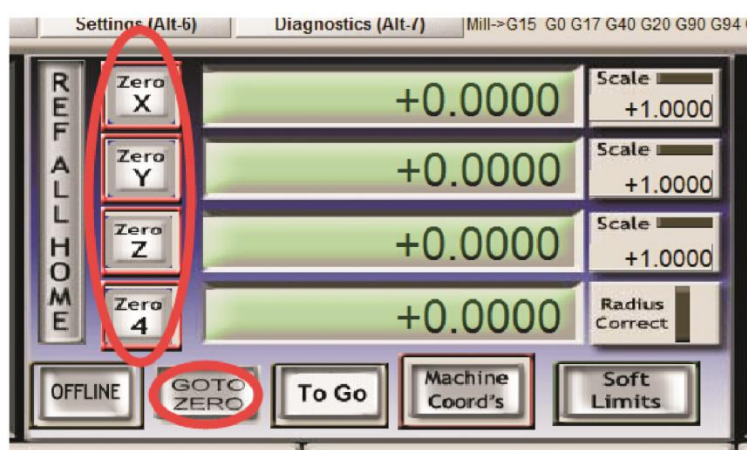 Settings (Alt-6) Diagnostics (Alt-7) Mill->G15 G0 G17 G40 G20 G90 G94
REF ALL HOME
Zero
X
+0.0000
Scale
+1.0000
Zero
Y
+0.0000
Scale
+1.0000
Zero
Z
+0.0000
Scale
+1.0000
Zero
4
+0.0000
Radius
Correct
OFFLINE
GOTO
ZERO
To Go
Machine
Coord's
Soft
Limits